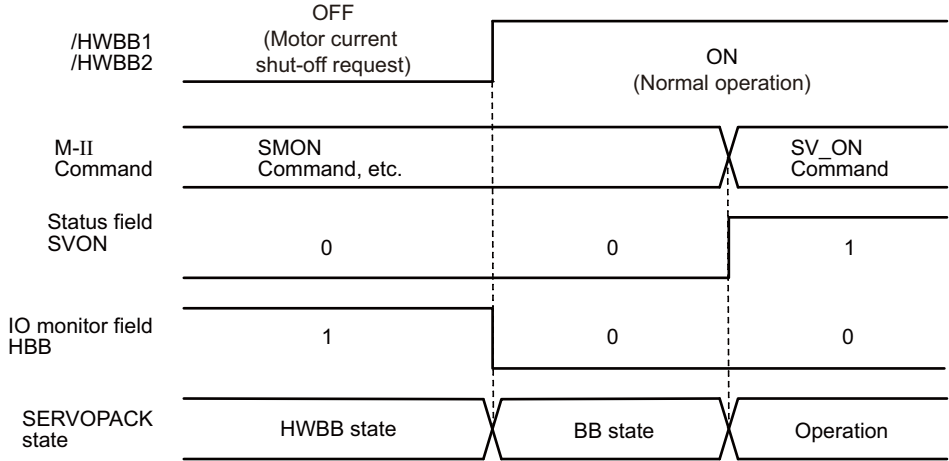 OFF
(Motor current
shut-off request)
/HWBB1
/HWBB2
ON
(Normal operation)
M-II
Command
SMON
Command, etc.
SV_ON
Command
Status field
SVON
0
0
1
IO monitor field
HBB
1
0
0
SERVOPACK
state
HWBB state
BB state
Operation